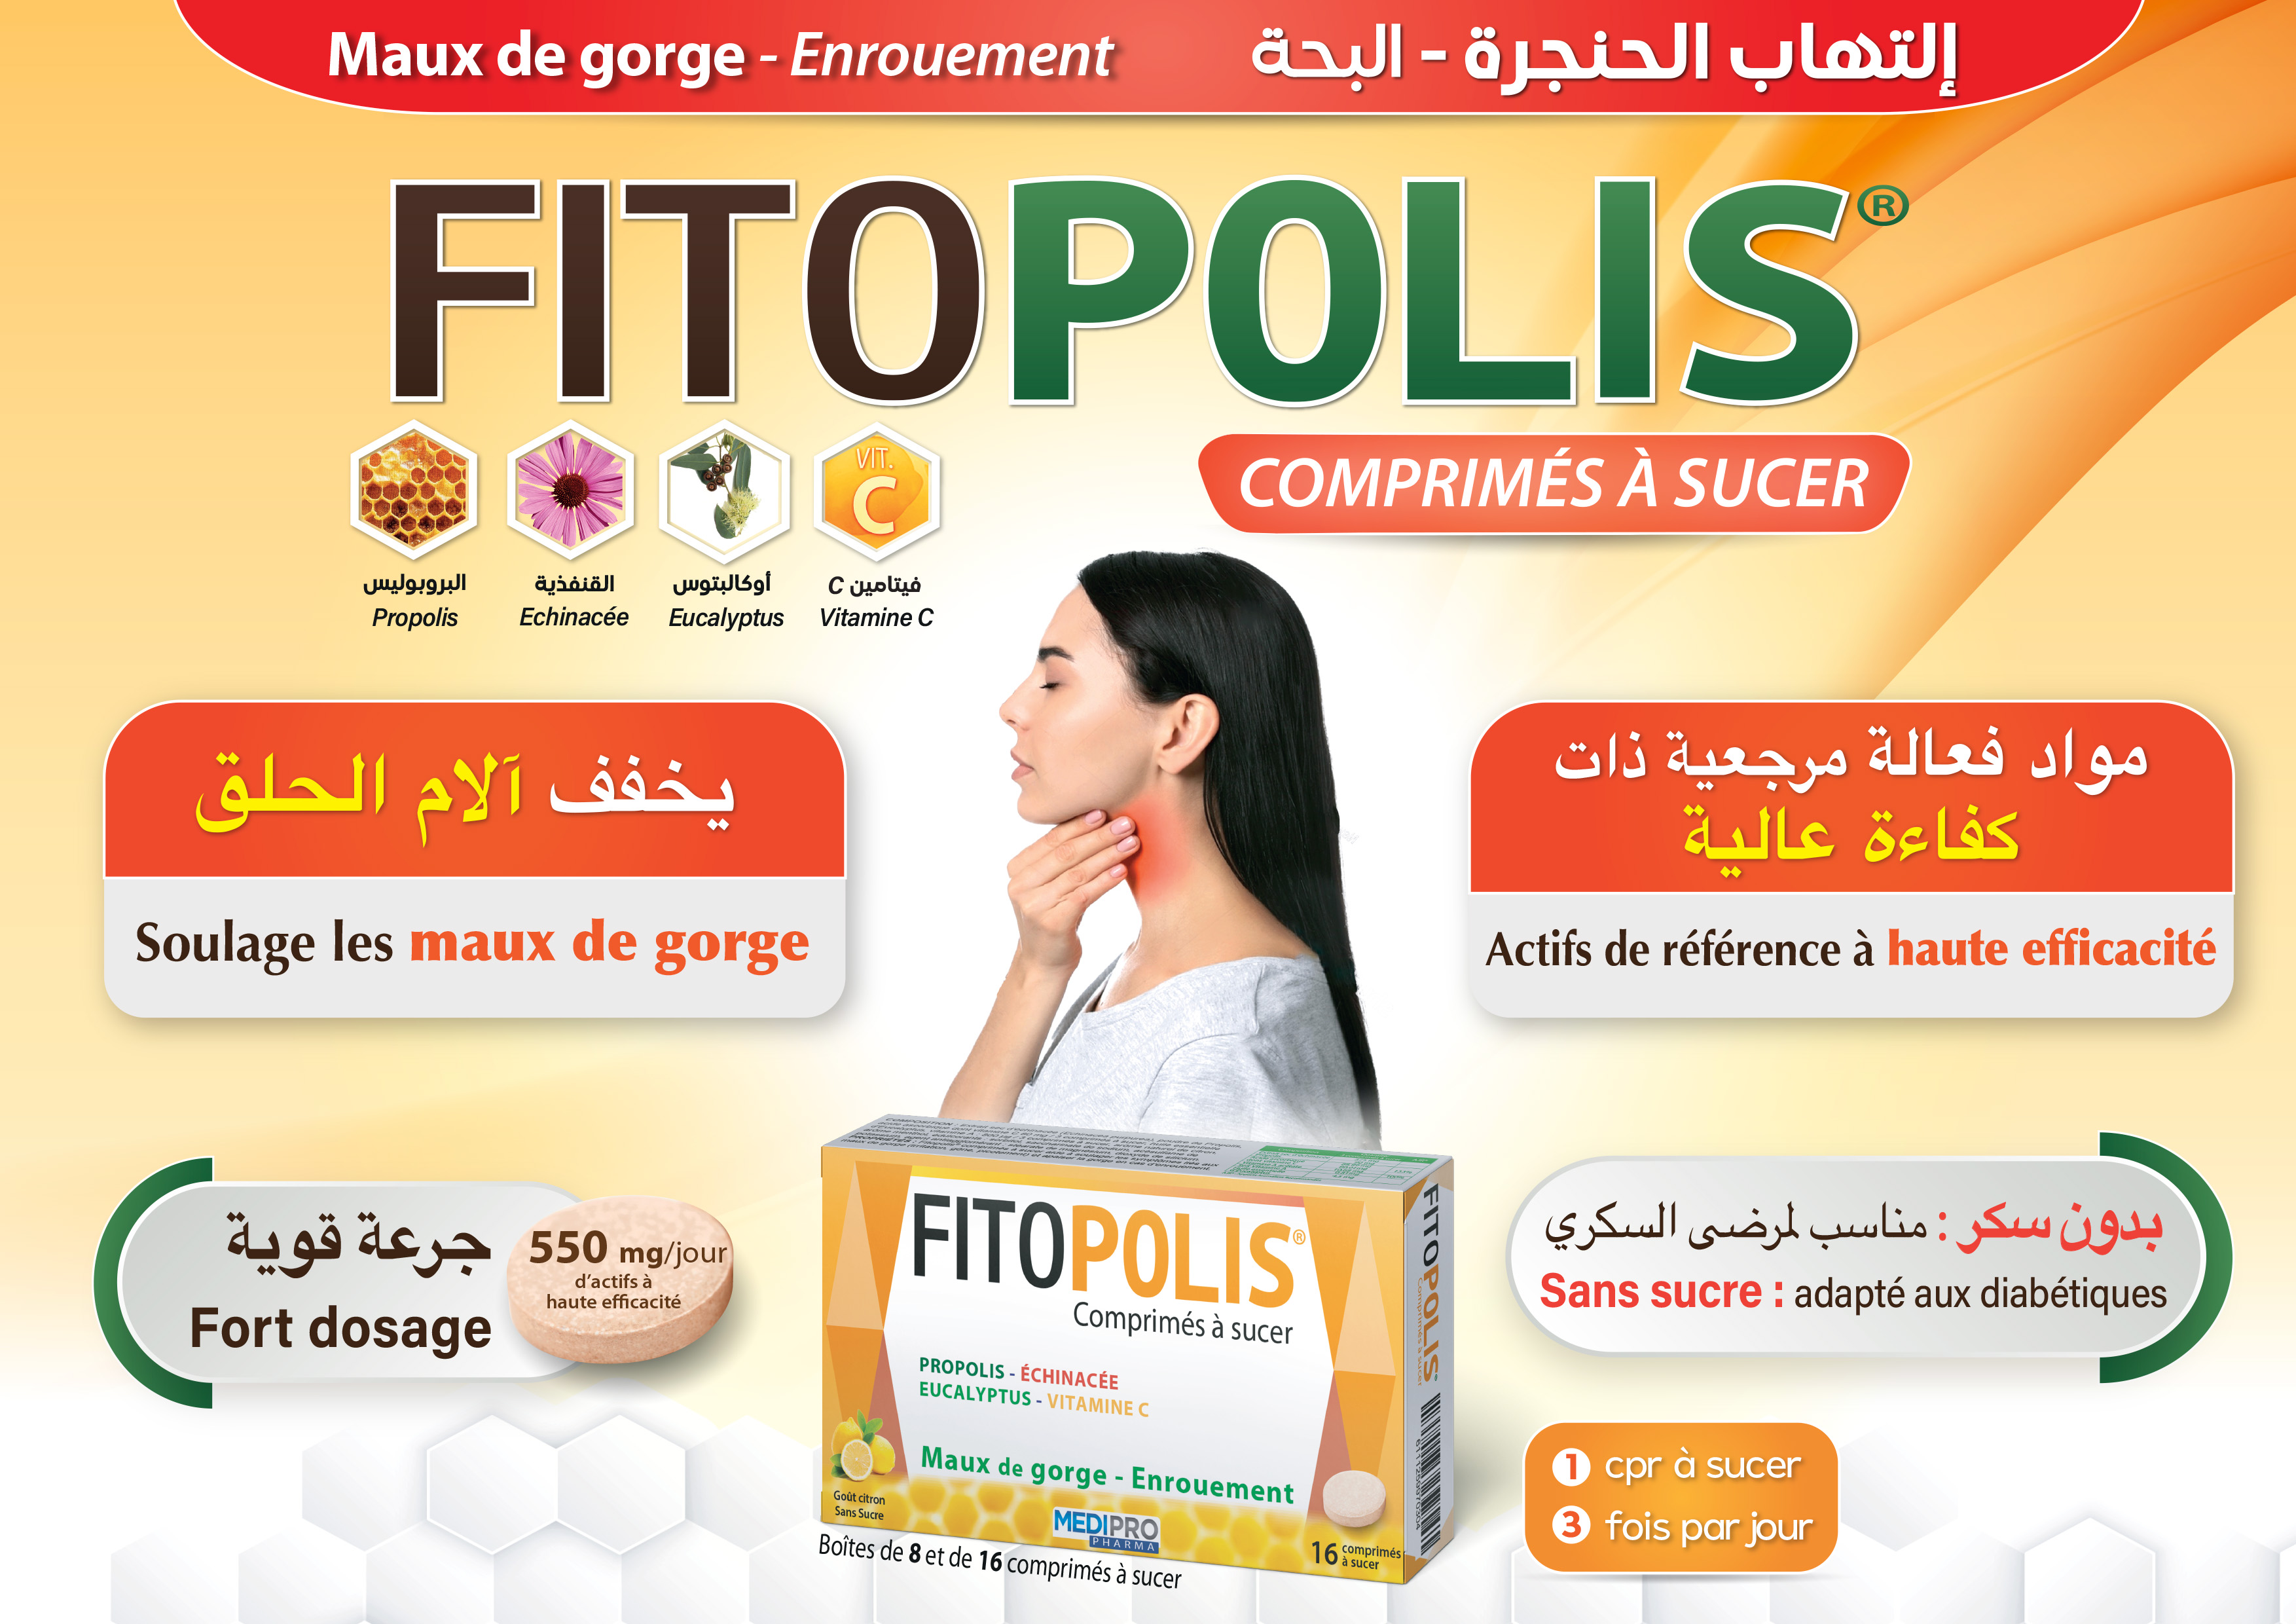 Maux de gorge - Enrouement
إلتهاب الحنجرة - البحة
FITOPOLIS®
COMPRIMÉS À SUCER
VIT.
C
البروبوليس
Propolis
القنفذية
Echinacée
أوكالبتوس
Eucalyptus
فيتامين C
Vitamine C
يخفف آلام الحلق
Soulage les maux de gorge
مواد فعالة مرجعية ذات
كفاءة عالية
Actifs de référence à haute efficacité
جرعة قوية
Fort dosage
550 mg/jour
d'actifs à
haute efficacité
بدون سكر : مناسب لمرضى السكري
Sans sucre : adapté aux diabétiques
FITOPOLIS®
Comprimés à sucer
PROPOLIS - ÉCHINACÉE
EUCALYPTUS - VITAMINE C
Maux de gorge - Enrouement
Goût citron
Sans Sucre
MEDIPRO
PHARMA
16 comprimés
à sucer
FITOPOLIS
Comprimés à sucer
Boîtes de 8 et de 16 comprimés à sucer
1 cpr à sucer
3 fois par jour